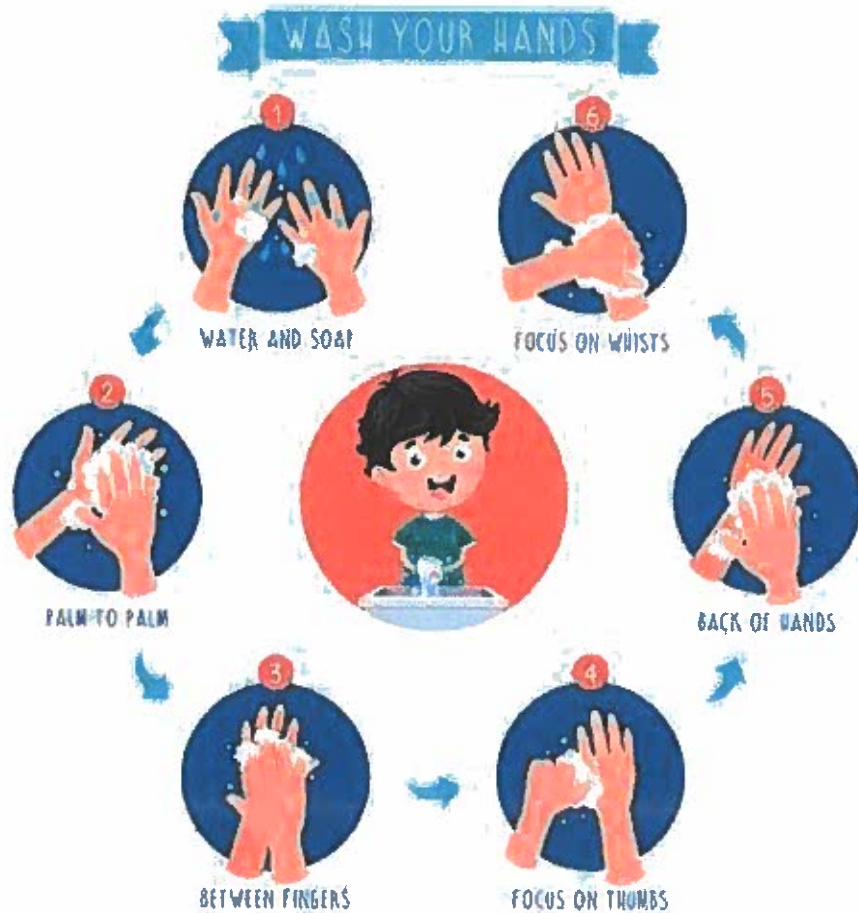 WASH YOUR HANDS
1
WATER AND SOAP
2
PALM TO PALM
3
BETWEEN FINGERS
4
FOCUS ON THUMBS
5
BACK OF HANDS
6
FOCUS ON WHISTS